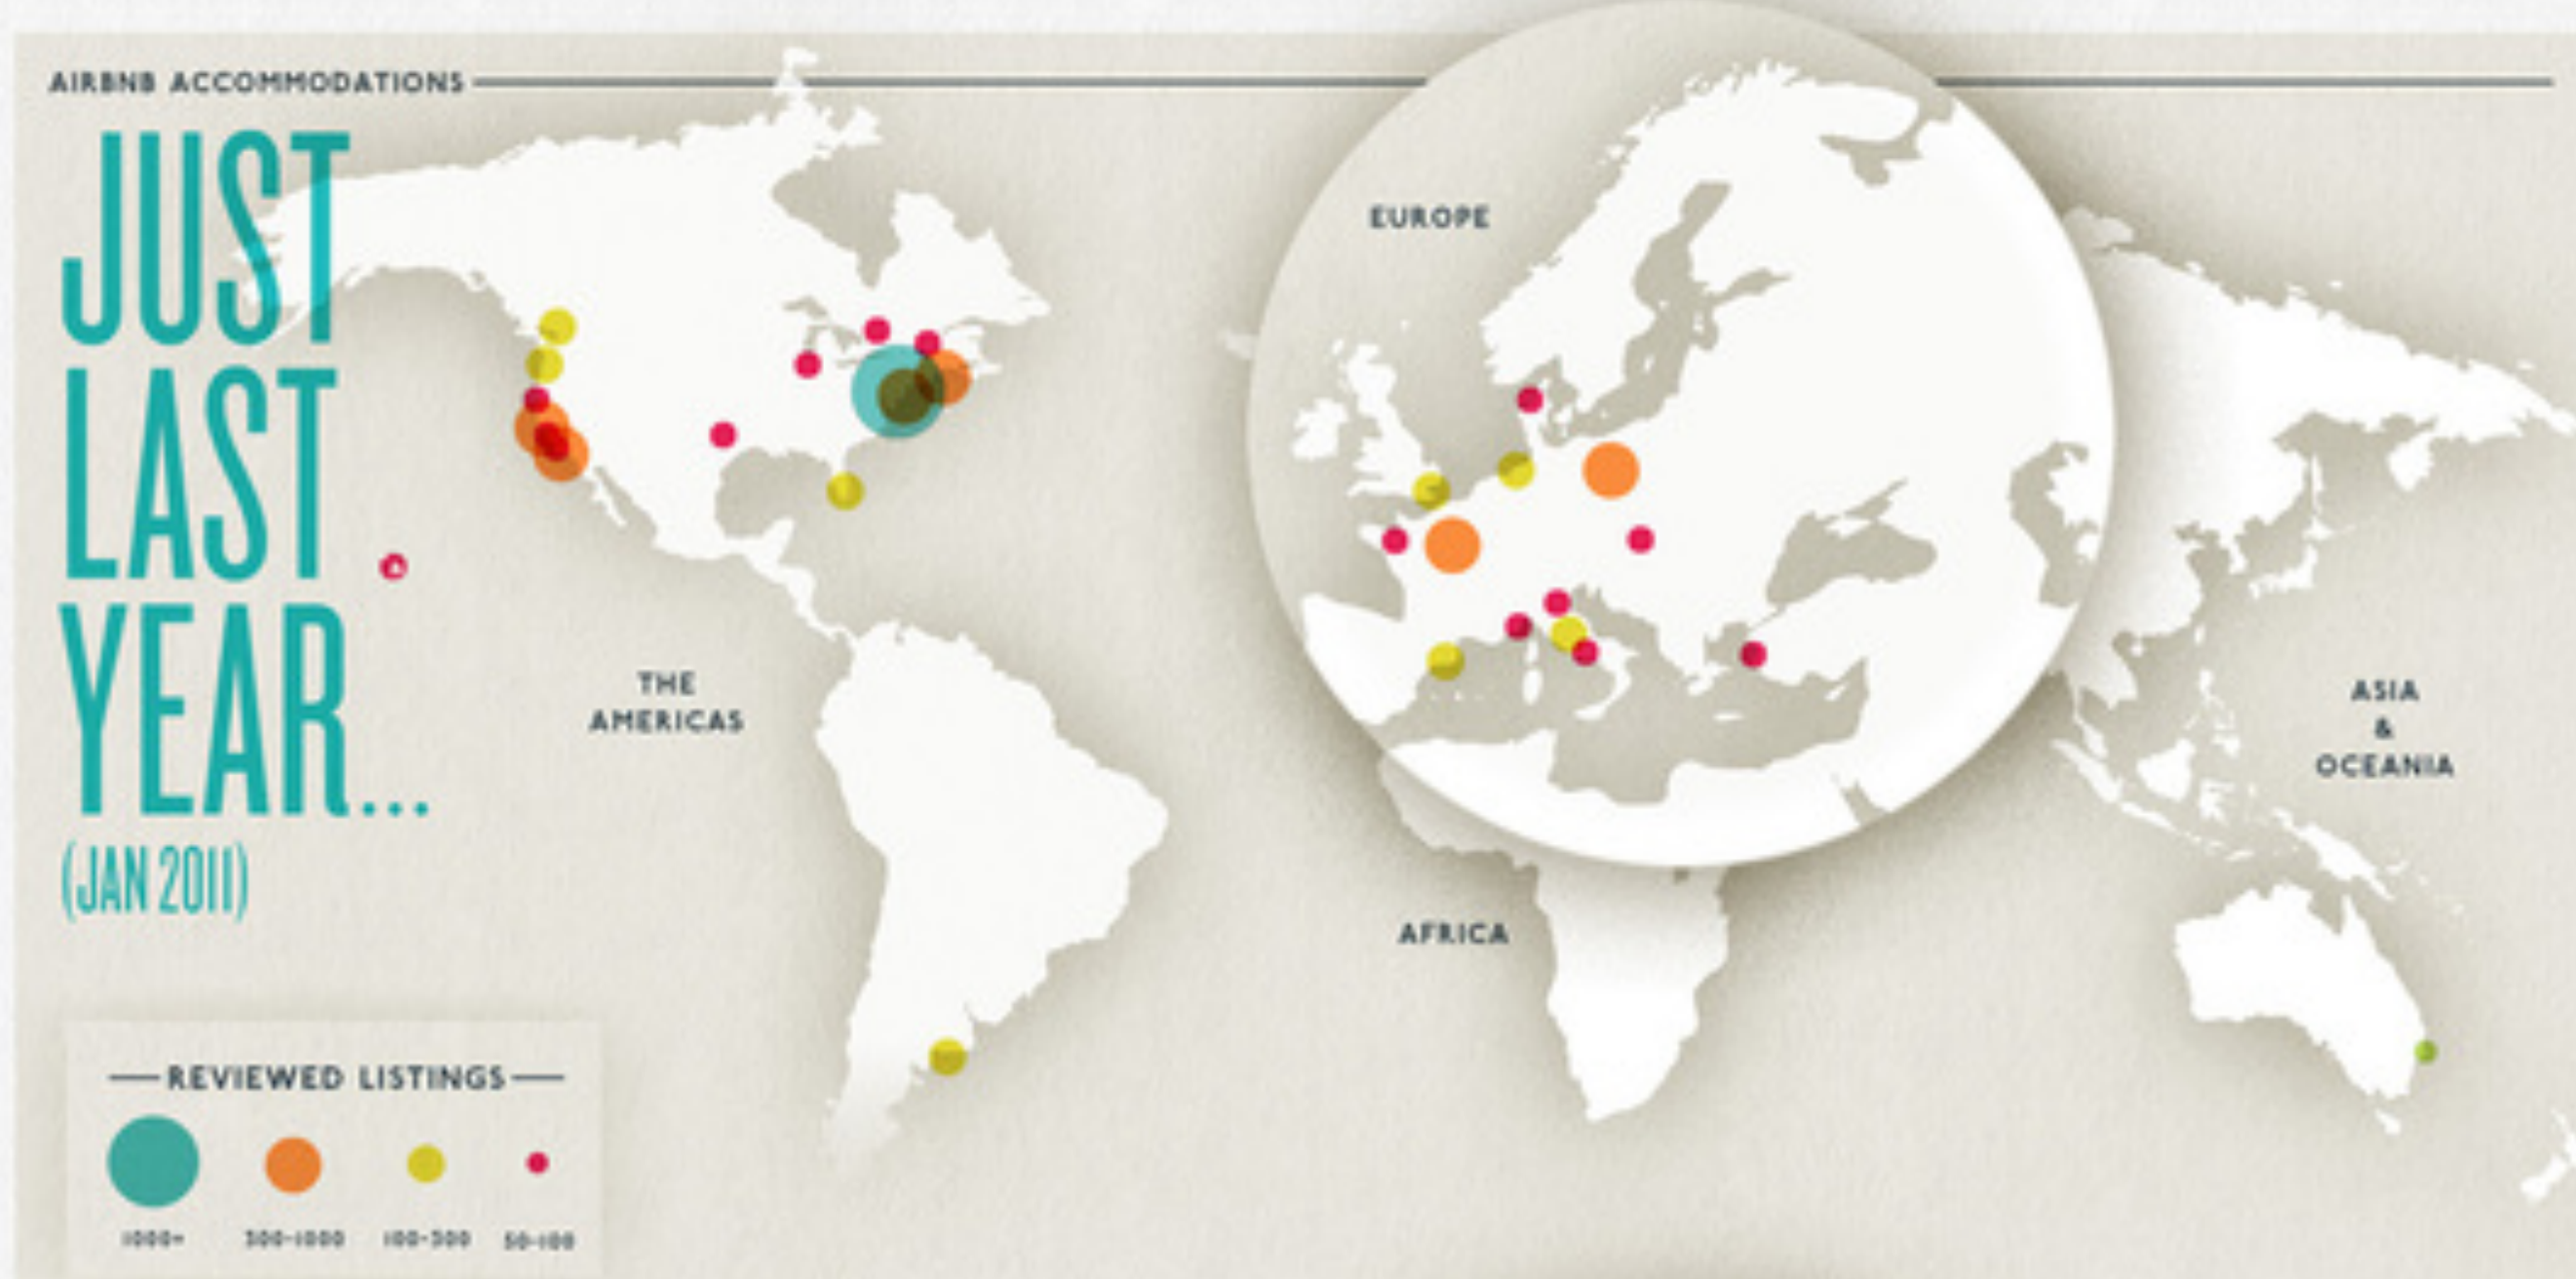 AIRBNB ACCOMMODATIONS
JUST
LAST
YEAR...
(JAN 2011)
EUROPE
THE
AMERICAS
AFRICA
ASIA
&
OCEANIA
REVIEWED LISTINGS
1000+
300-1000
100-300
50-100